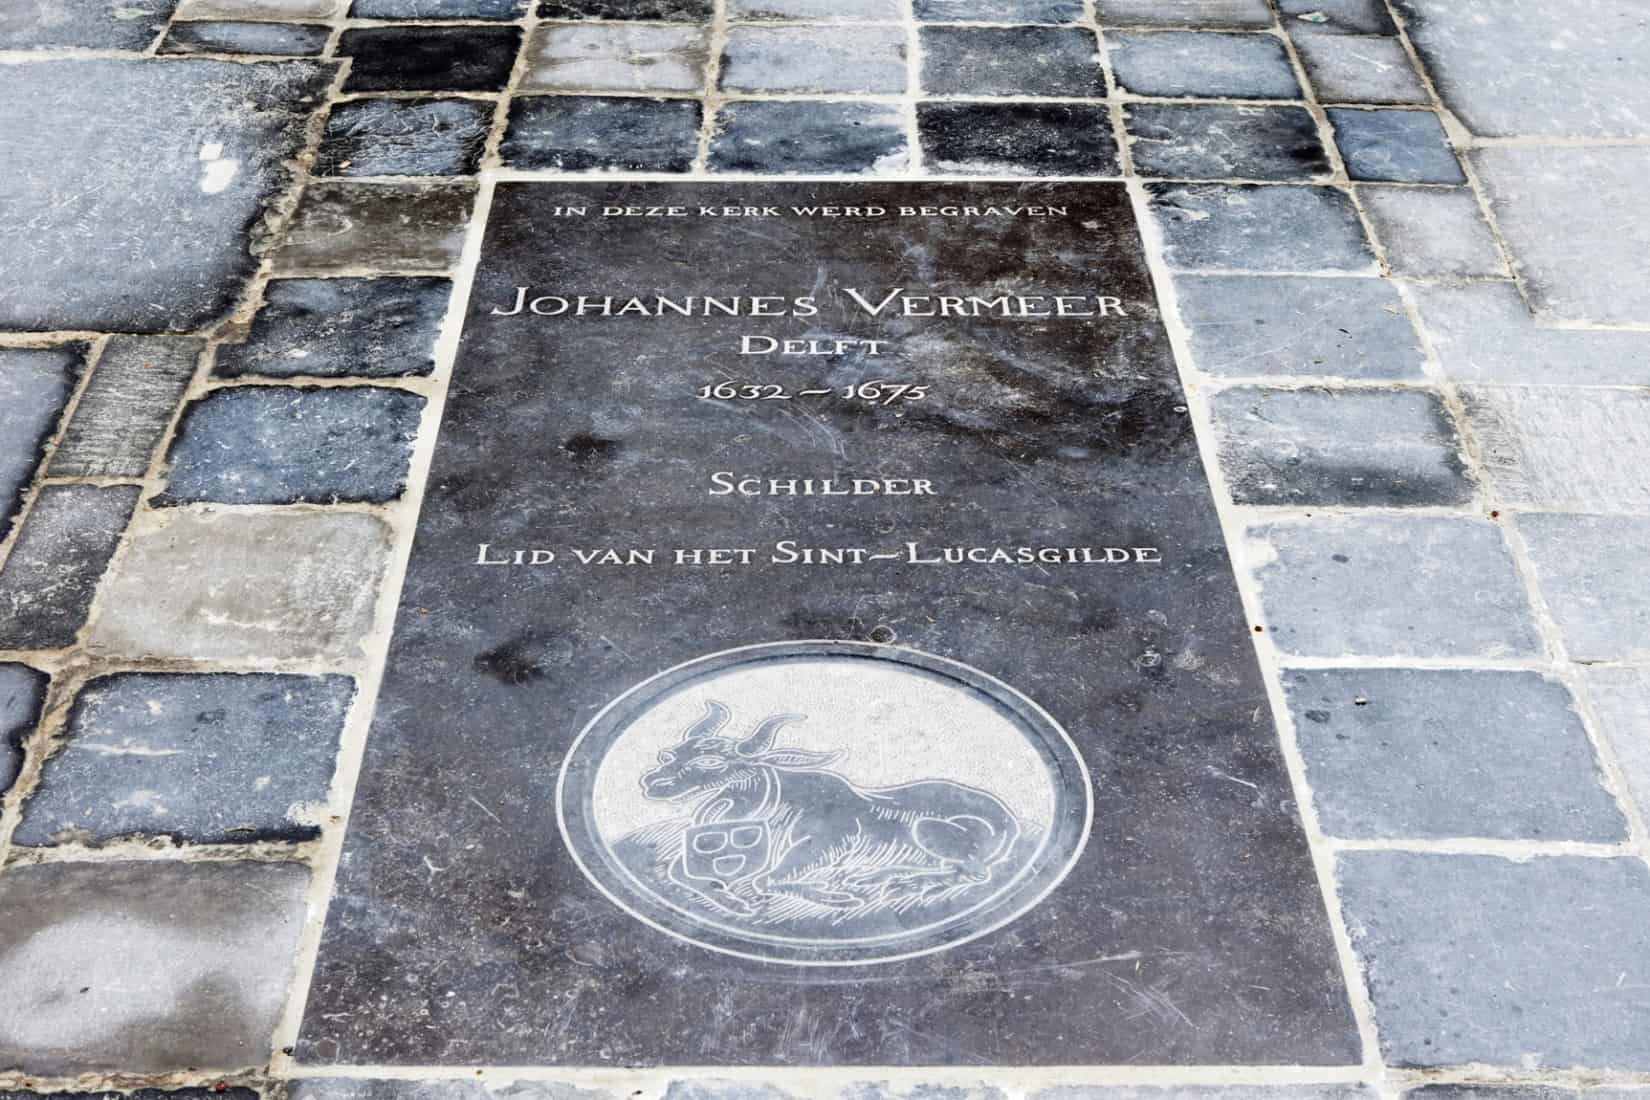 IN DEZE KERK WERD BEGRAVEN
JOHANNES VERMEER
DELFT
1632 – 1675
SCHILDER
LID VAN HET SINT–LUCASGILDE